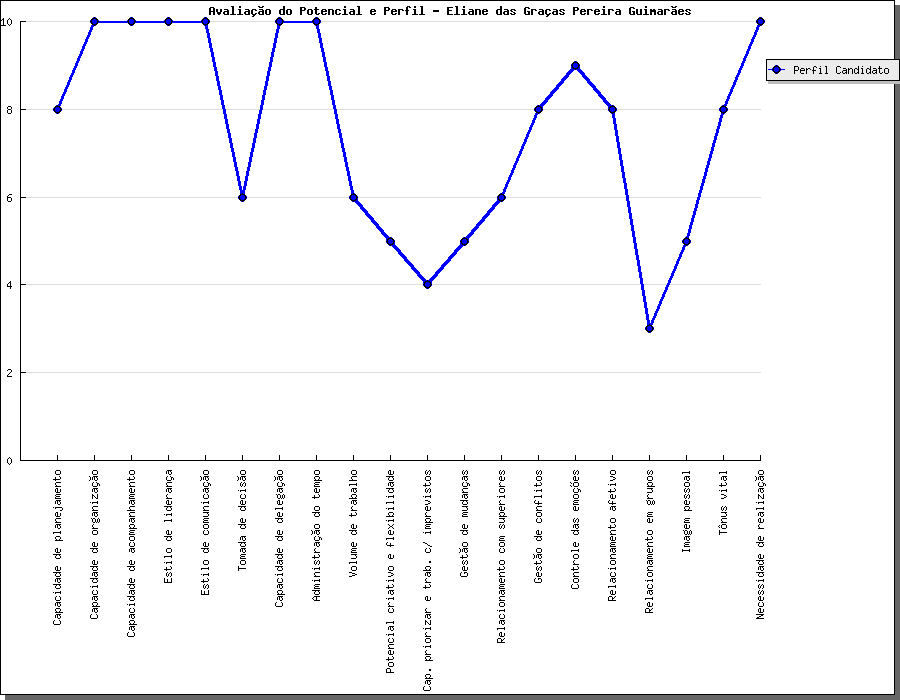 Avaliação do Potencial e Perfil - Eliane das Graças Pereira Guimarães
10
8
6
4
2
0
Perfil Candidato
Capacidade de planejamento
Capacidade de organização
Capacidade de acompanhamento
Estilo de liderança
Estilo de comunicação
Tomada de decisão
Capacidade de delegação
Administração do tempo
Volume de trabalho
Potencial criativo e flexibilidade
Cap. priorizar e trab. c/ imprevistos
Gestão de mudanças
Relacionamento com superiores
Gestão de conflitos
Controle das emoções
Relacionamento afetivo
Relacionamento em grupos
Imagem pessoal
Tônus vital
Necessidade de realização